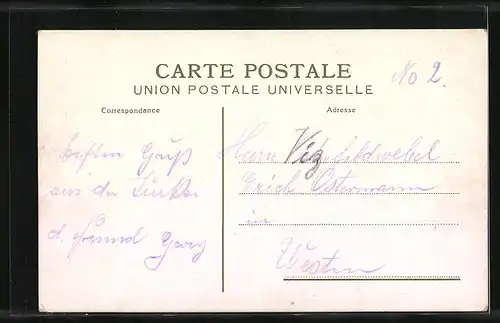 CARTE POSTALE
UNION POSTALE UNIVERSELLE
No 2.
Correspondance
Adresse
besten Gruß
aus der Türkei
d. Freund Georg
Herrn Vizefeldwebel
Erich Ostermann
in
Westen